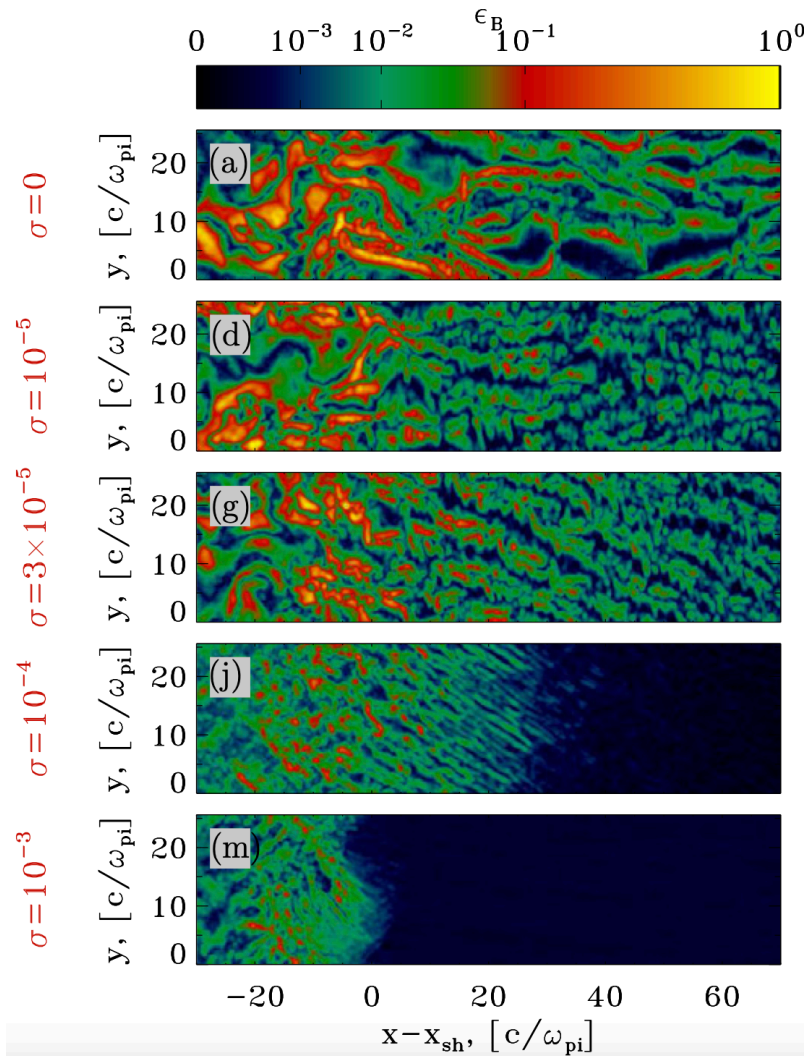 ϵ_B
0 10⁻³ 10⁻² 10⁻¹ 10⁰
σ=0
y, [c/ω_pi]
20
10
0
(a)
σ=10⁻⁵
y, [c/ω_pi]
20
10
0
(d)
σ=3×10⁻⁵
y, [c/ω_pi]
20
10
0
(g)
σ=10⁻⁴
y, [c/ω_pi]
20
10
0
(j)
σ=10⁻³
y, [c/ω_pi]
20
10
0
(m)
−20 0 20 40 60
x−x_sh, [c/ω_pi]